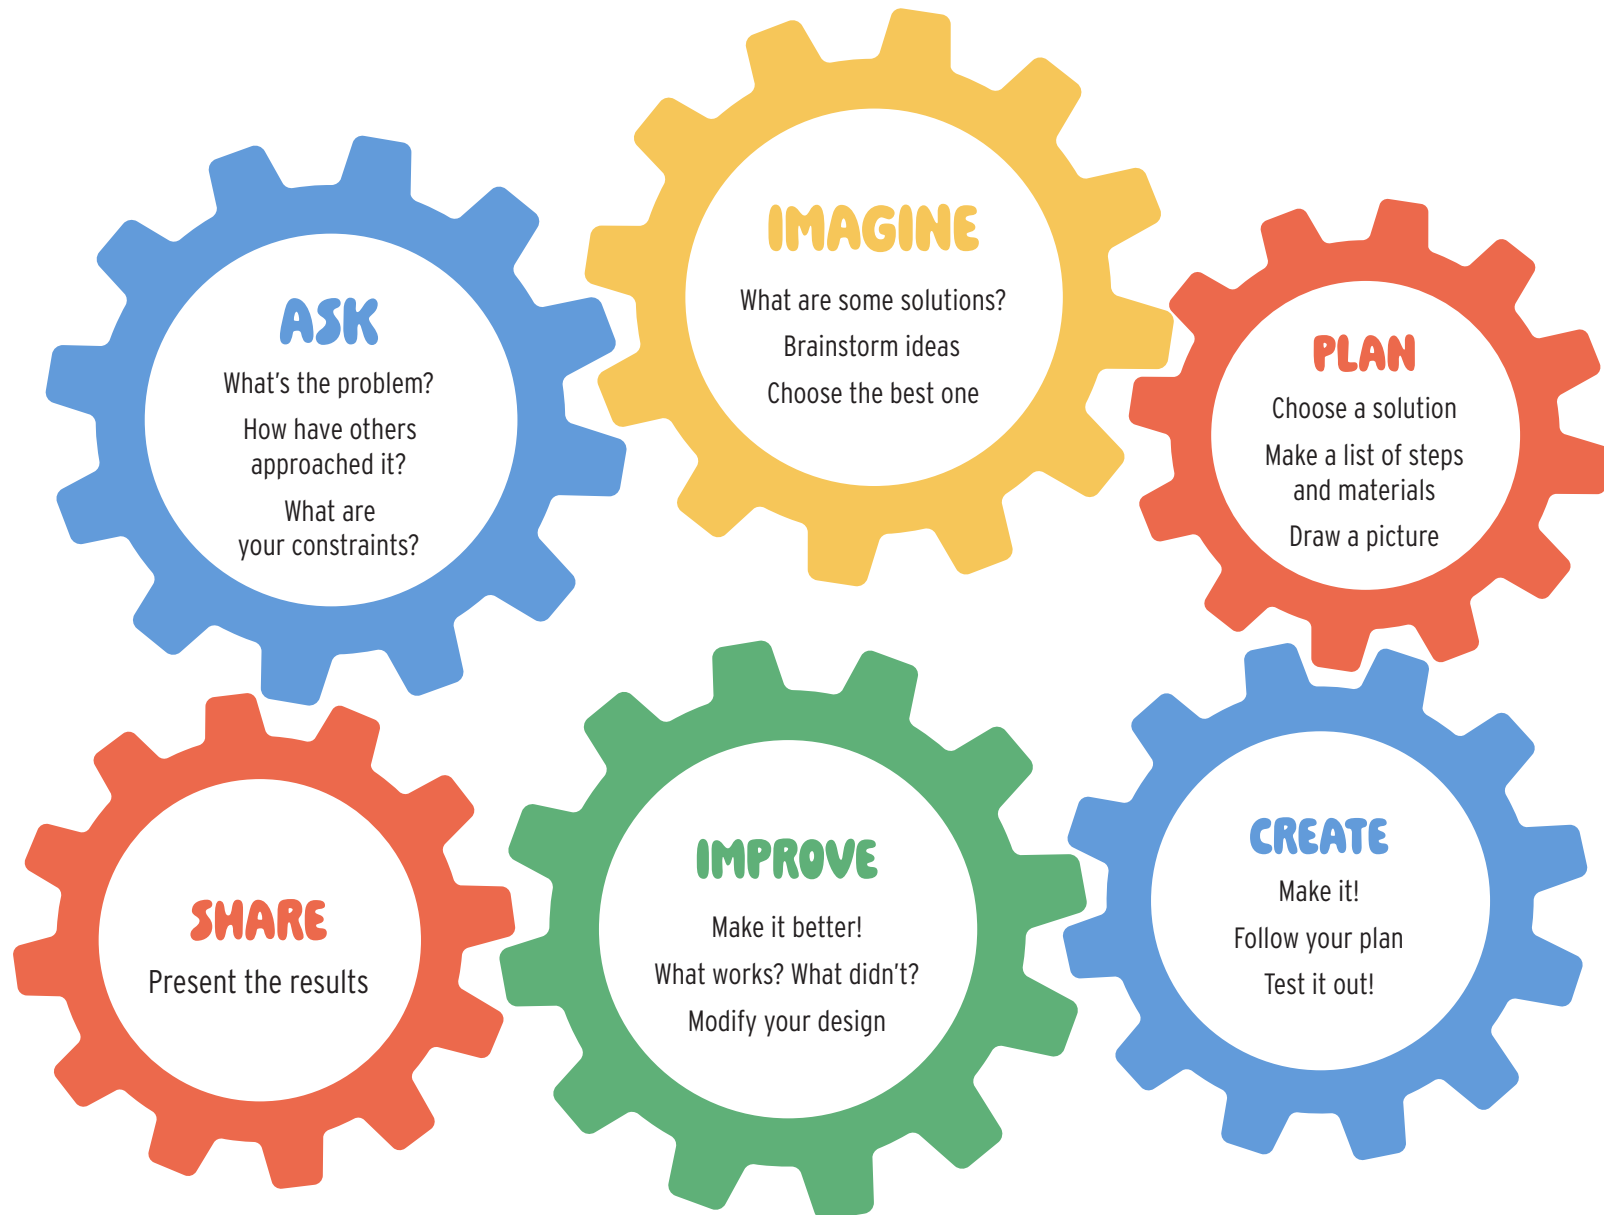 ASK
What's the problem?
How have others
approached it?
What are
your constraints?
IMAGINE
What are some solutions?
Brainstorm ideas
Choose the best one
PLAN
Choose a solution
Make a list of steps
and materials
Draw a picture
CREATE
Make it!
Follow your plan
Test it out!
IMPROVE
Make it better!
What works? What didn't?
Modify your design
SHARE
Present the results